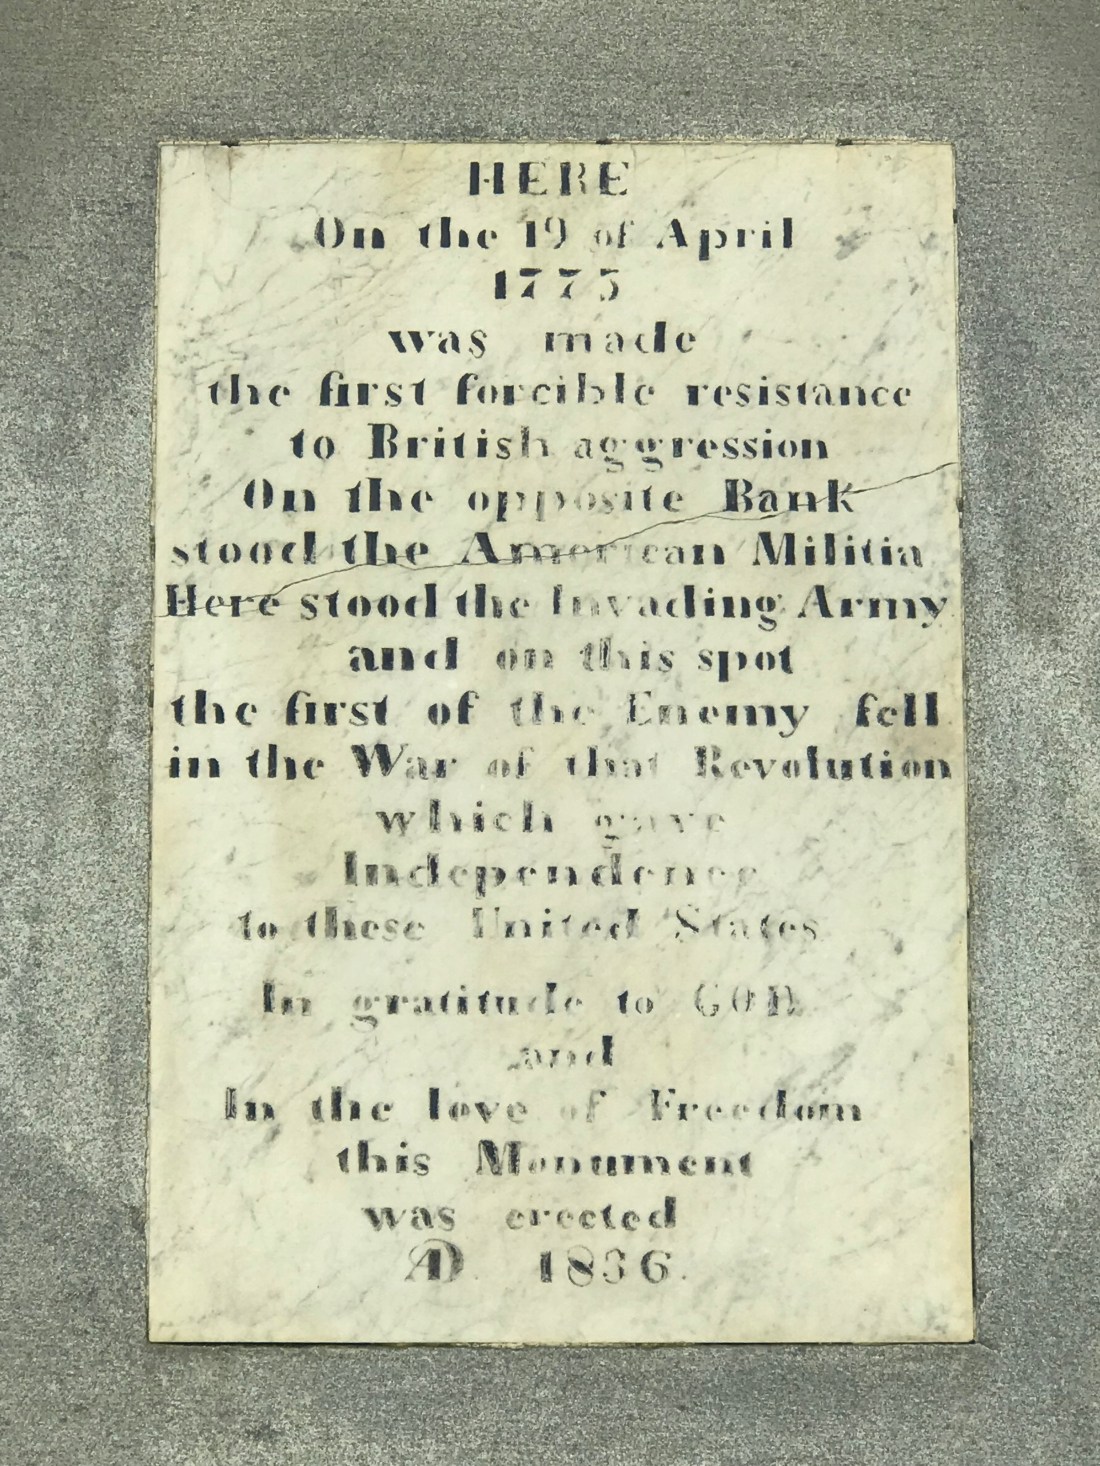 HERE
On the 19 of April
1775
was made
the first forcible resistance
to British aggression
On the opposite Bank
stood the American Militia
Here stood the Invading Army
and on this spot
the first of the Enemy fell
in the War of that Revolution
which gave
Independence
to these United States
In gratitude to GOD
and
In the love of Freedom
this Monument
was erected
AD. 1836.